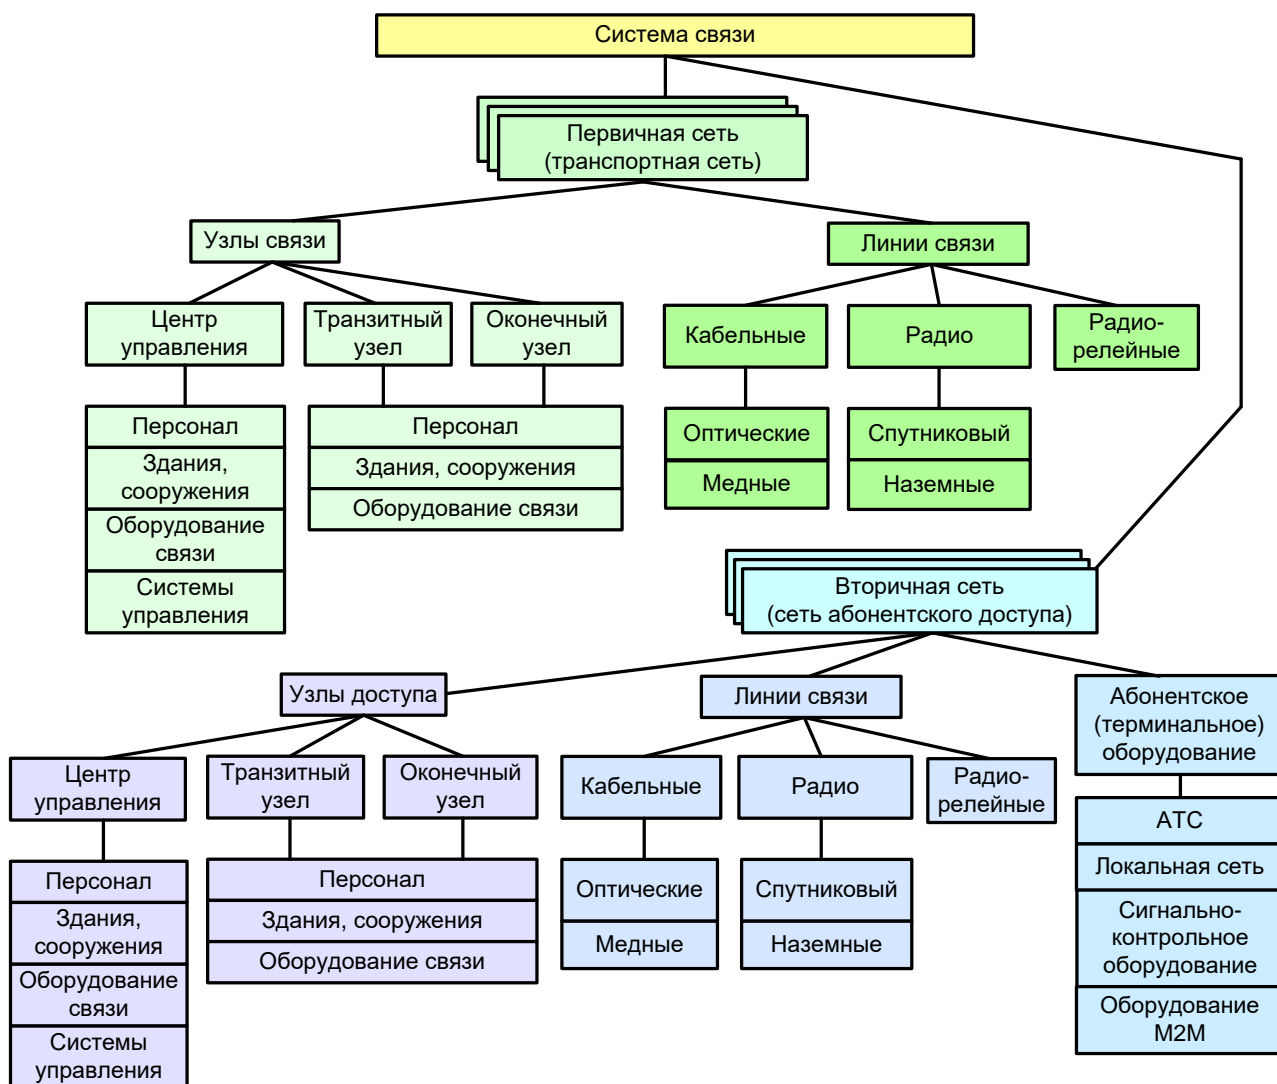 Система связи
Первичная сеть
(транспортная сеть)
Узлы связи
Линии связи
Центр
управления
Транзитный
узел
Оконечный
узел
Кабельные
Радио
Радио-
релейные
Персонал
Здания,
сооружения
Оборудование
связи
Системы
управления
Персонал
Здания, сооружения
Оборудование связи
Оптические
Медные
Спутниковый
Наземные
Вторичная сеть
(сеть абонентского доступа)
Узлы доступа
Линии связи
Абонентское
(терминальное)
оборудование
Центр
управления
Транзитный
узел
Оконечный
узел
Кабельные
Радио
Радио-
релейные
Персонал
Здания,
сооружения
Оборудование
связи
Системы
управления
Персонал
Здания, сооружения
Оборудование связи
Оптические
Медные
Спутниковый
Наземные
АТС
Локальная сеть
Сигнально-
контрольное
оборудование
Оборудование
М2М